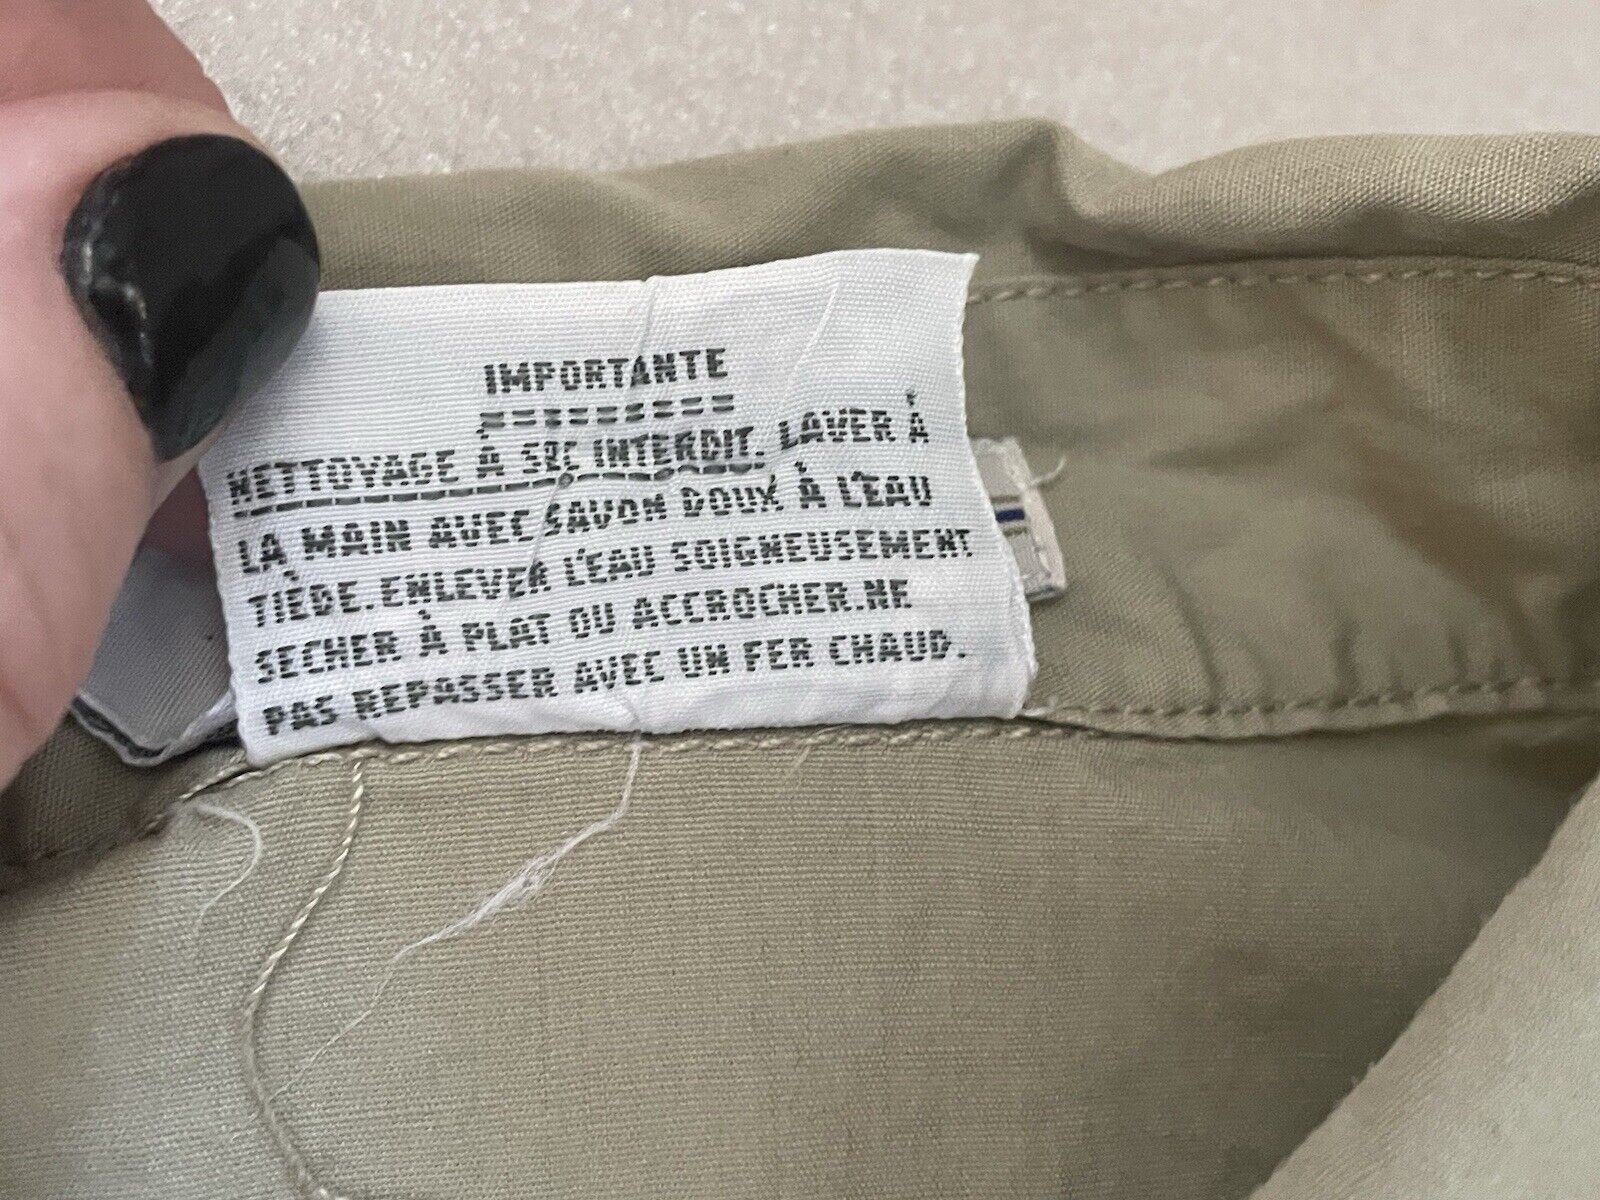 IMPORTANTE
=========
NETTOYAGE À SEC INTERDIT. LAVER À
LA MAIN AVEC SAVON DOUX À L'EAU
TIÈDE. ENLEVER L'EAU SOIGNEUSEMENT
SECHER À PLAT OU ACCROCHER. NE
PAS REPASSER AVEC UN FER CHAUD.